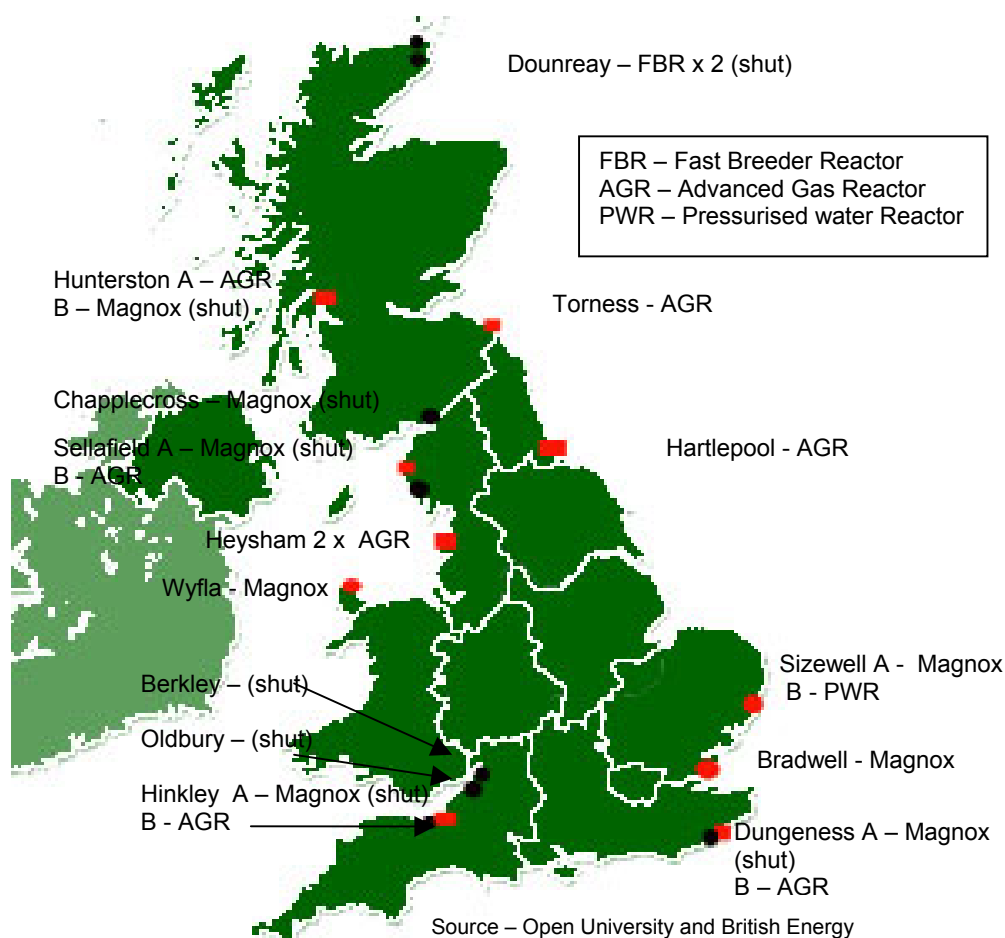 Dounreay – FBR x 2 (shut)
FBR – Fast Breeder Reactor
AGR – Advanced Gas Reactor
PWR – Pressurised water Reactor
Hunterston A – AGR
B – Magnox (shut)
Torness - AGR
Chapplecross – Magnox (shut)
Sellafield A – Magnox (shut)
B - AGR
Hartlepool - AGR
Heysham 2 x AGR
Wyfla - Magnox
Sizewell A - Magnox
B - PWR
Berkley – (shut)
Oldbury – (shut)
Bradwell - Magnox
Hinkley A – Magnox (shut)
B - AGR
Dungeness A – Magnox
(shut)
B – AGR
Source – Open University and British Energy